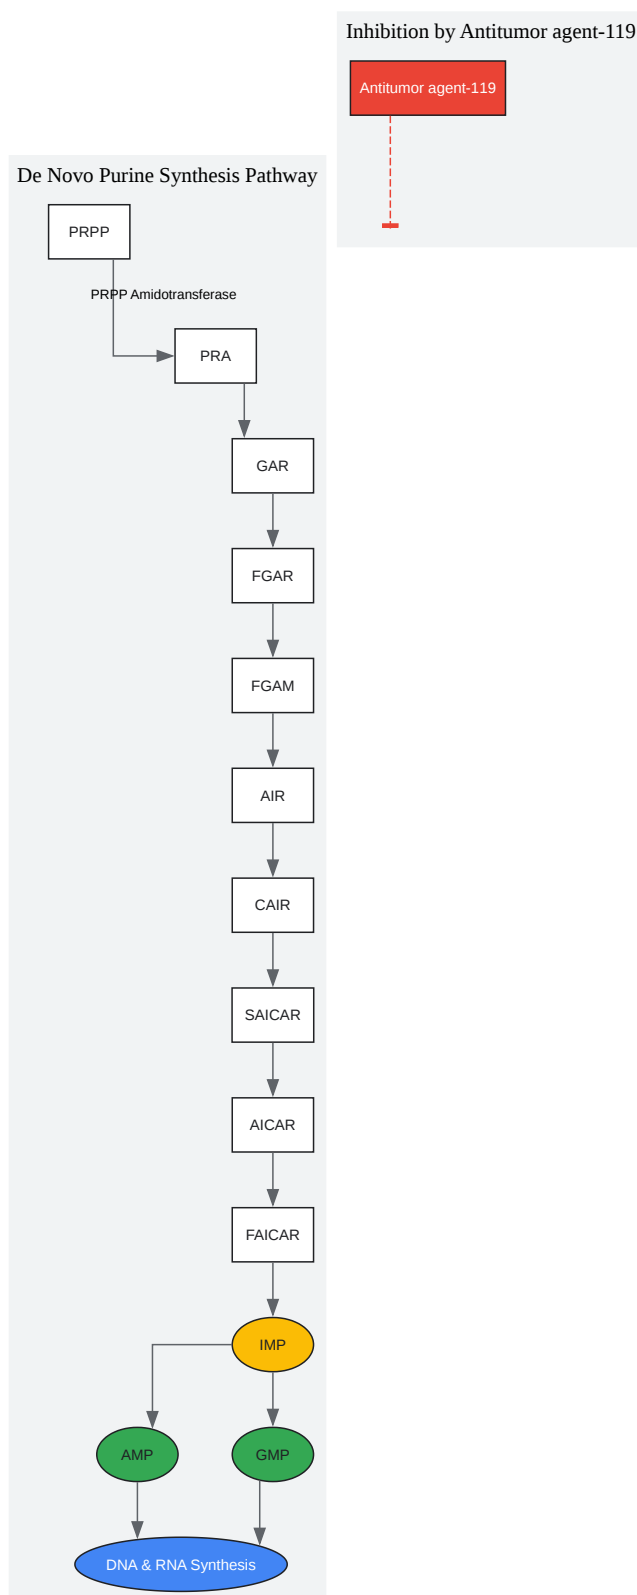 Inhibition by Antitumor agent-119
Antitumor agent-119
De Novo Purine Synthesis Pathway
PRPP
PRPP Amidotransferase
PRA
GAR
FGAR
FGAM
AIR
CAIR
SAICAR
AICAR
FAICAR
IMP
AMP
GMP
DNA & RNA Synthesis